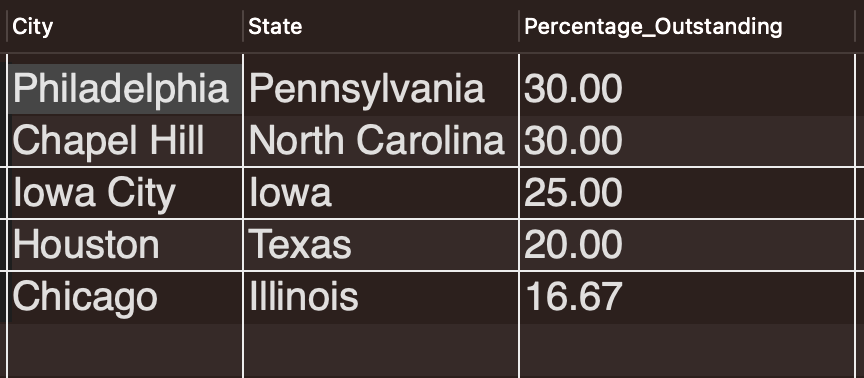 City State Percentage_Outstanding
Philadelphia Pennsylvania 30.00
Chapel Hill North Carolina 30.00
Iowa City Iowa 25.00
Houston Texas 20.00
Chicago Illinois 16.67